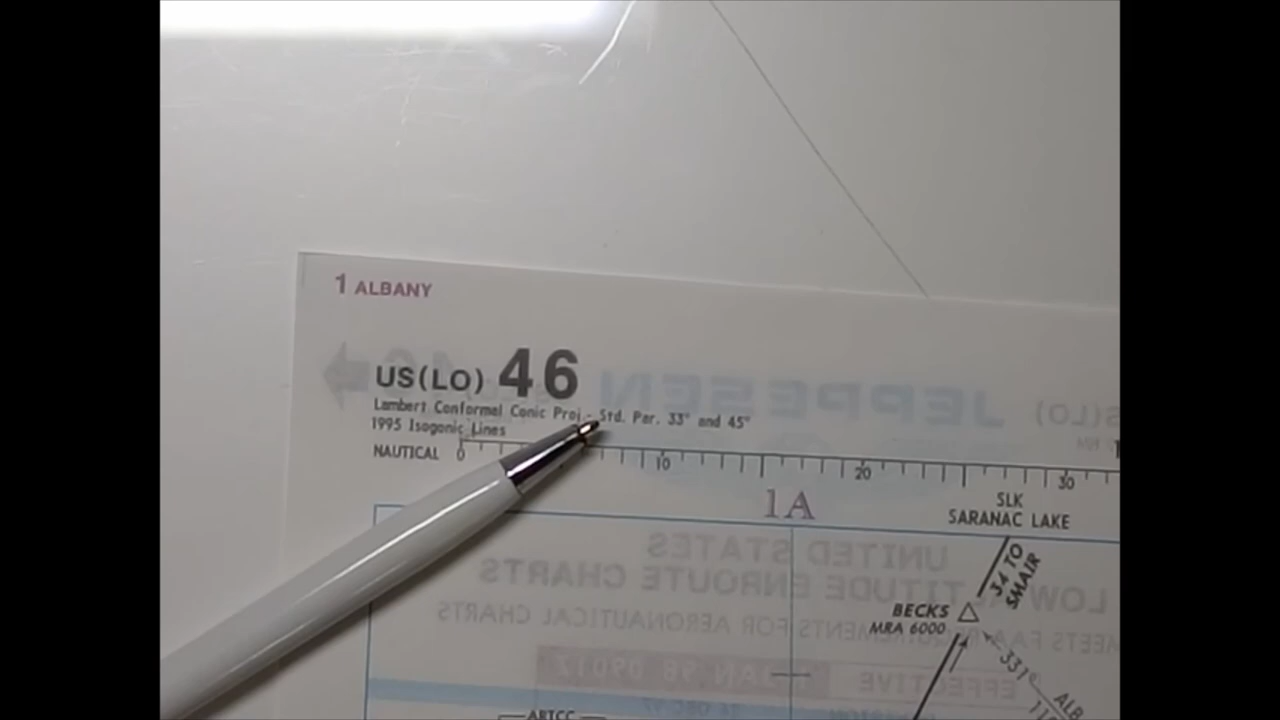 1 ALBANY
US(LO) 46
Lambert Conformal Conic Proj - Std. Par. 33° and 45°
1995 Isogonic Lines
NAUTICAL 0 10 20 30
1A
SLK
SARANAC LAKE
34 TO
SMAIR
BECKS
MRA 6000
331°
ALB
ARTCC
JEPPESEN
UNITED STATES
LOW ALTITUDE ENROUTE CHARTS
MEETS FAA REQUIREMENTS FOR AERONAUTICAL CHARTS
EFFECTIVE